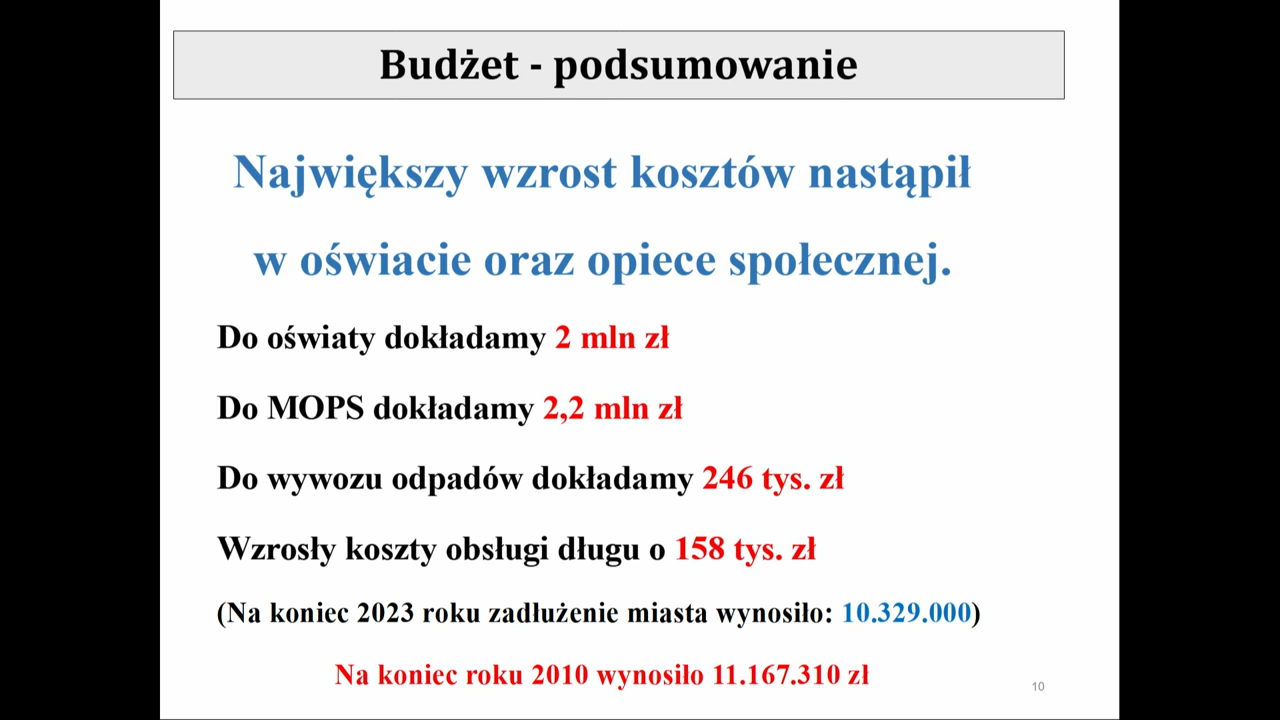 Budżet - podsumowanie
Największy wzrost kosztów nastąpił
w oświacie oraz opiece społecznej.
Do oświaty dokładamy 2 mln zł
Do MOPS dokładamy 2,2 mln zł
Do wywozu odpadów dokładamy 246 tys. zł
Wzrosły koszty obsługi długu o 158 tys. zł
(Na koniec 2023 roku zadłużenie miasta wynosiło: 10.329.000)
Na koniec roku 2010 wynosiło 11.167.310 zł
10